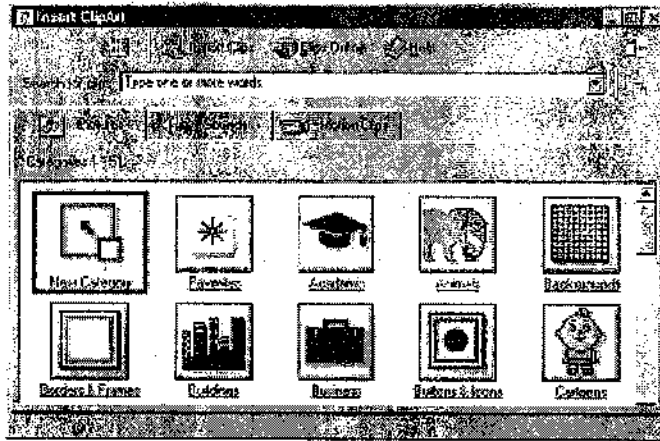 Insert ClipArt
Import Clips Clips Online Help
Search for clips: Type one or more words
Pictures Sounds Motion Clips
Categories 1 - 51
New Category Favorites Academic Animals Backgrounds
Borders & Frames Buildings Business Buttons & Icons Cartoons